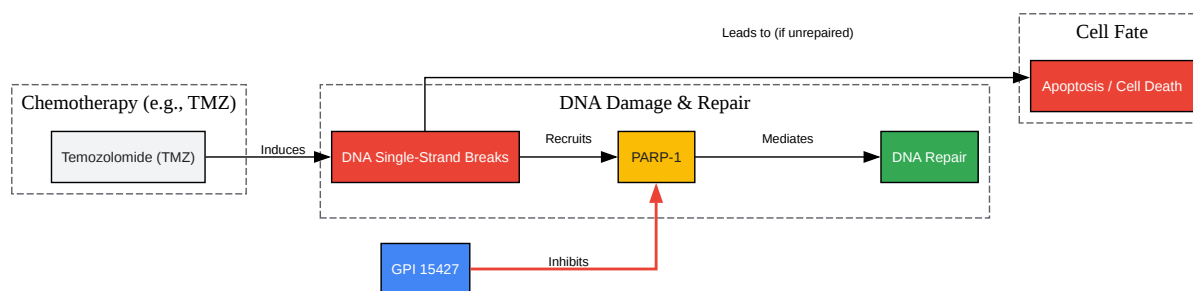 Leads to (if unrepaired)
Cell Fate
Apoptosis / Cell Death
Chemotherapy (e.g., TMZ)
DNA Damage & Repair
Temozolomide (TMZ)
Induces
DNA Single-Strand Breaks
Recruits
PARP-1
Mediates
DNA Repair
GPI 15427
Inhibits